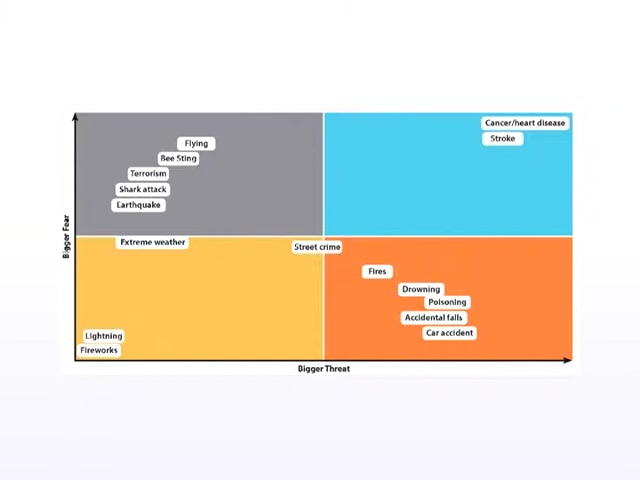 Cancer/heart disease
Stroke
Flying
Bee Sting
Terrorism
Shark attack
Earthquake
Bigger Fear
Extreme weather
Street crime
Fires
Drowning
Poisoning
Accidental falls
Car accident
Lightning
Fireworks
Bigger Threat